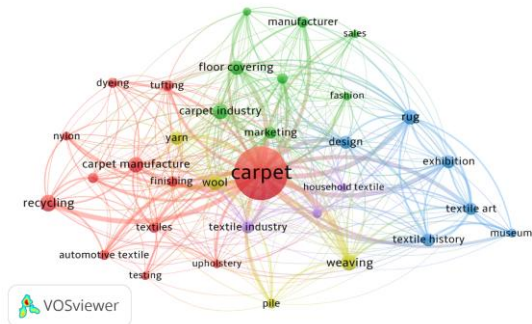 manufacturer
sales
floor covering
dyeing
tufting
fashion
carpet industry
rug
nylon
yarn
marketing
design
carpet manufacture
exhibition
finishing
wool
carpet
household textile
recycling
textile art
textiles
textile industry
textile history
museum
automotive textile
upholstery
weaving
testing
pile
VOSviewer